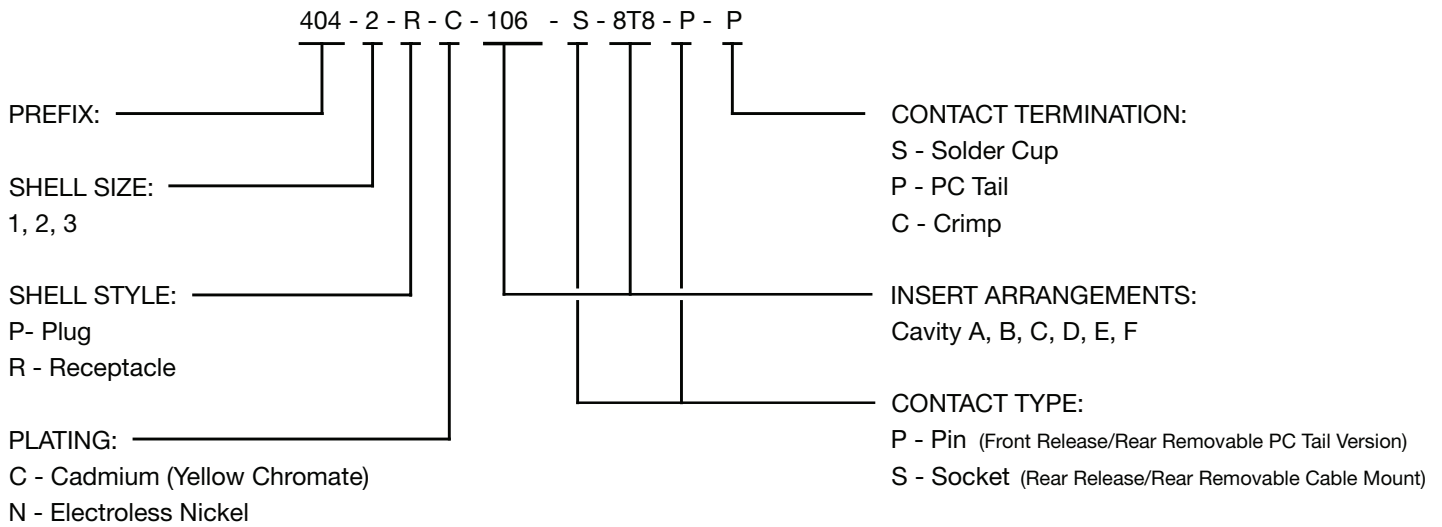 404 - 2 - R - C - 106 - S - 8T8 - P - P
PREFIX:
SHELL SIZE:
1, 2, 3
SHELL STYLE:
P- Plug
R - Receptacle
PLATING:
C - Cadmium (Yellow Chromate)
N - Electroless Nickel
CONTACT TERMINATION:
S - Solder Cup
P - PC Tail
C - Crimp
INSERT ARRANGEMENTS:
Cavity A, B, C, D, E, F
CONTACT TYPE:
P - Pin (Front Release/Rear Removable PC Tail Version)
S - Socket (Rear Release/Rear Removable Cable Mount)